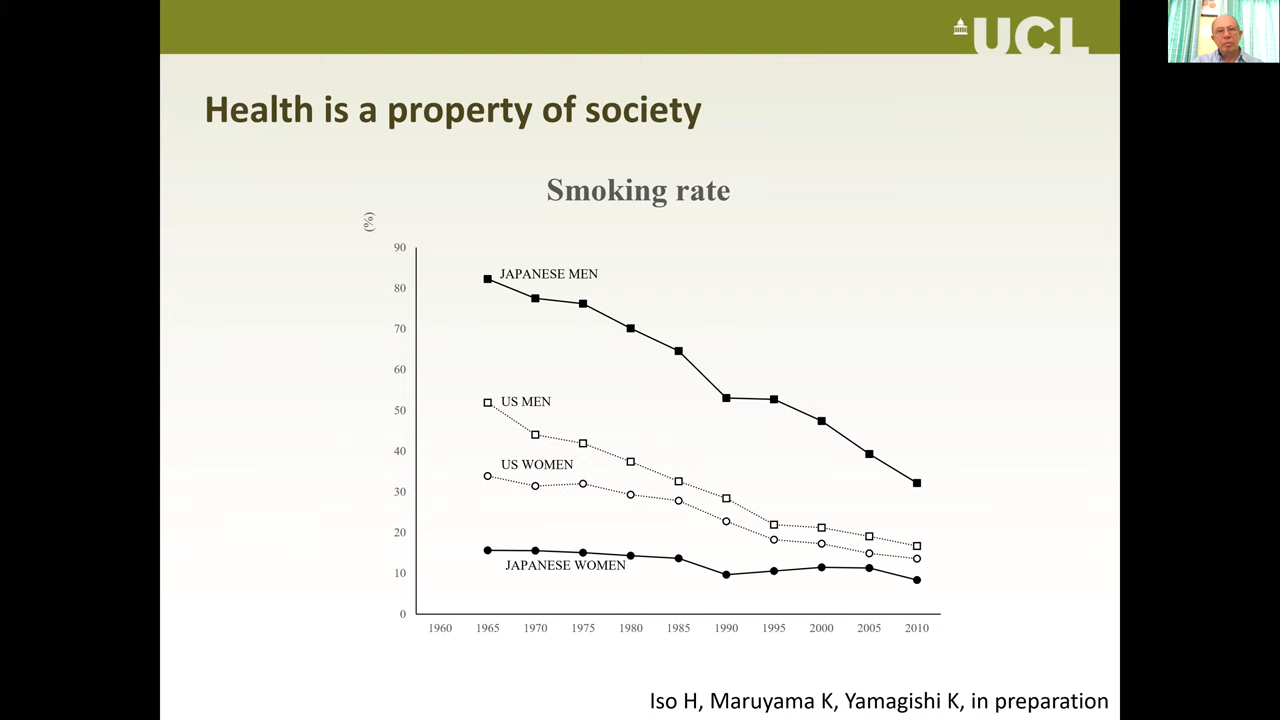 UCL
Health is a property of society
Smoking rate
(%)
90
80
70
60
50
40
30
20
10
0
JAPANESE MEN
US MEN
US WOMEN
JAPANESE WOMEN
1960 1965 1970 1975 1980 1985 1990 1995 2000 2005 2010
Iso H, Maruyama K, Yamagishi K, in preparation